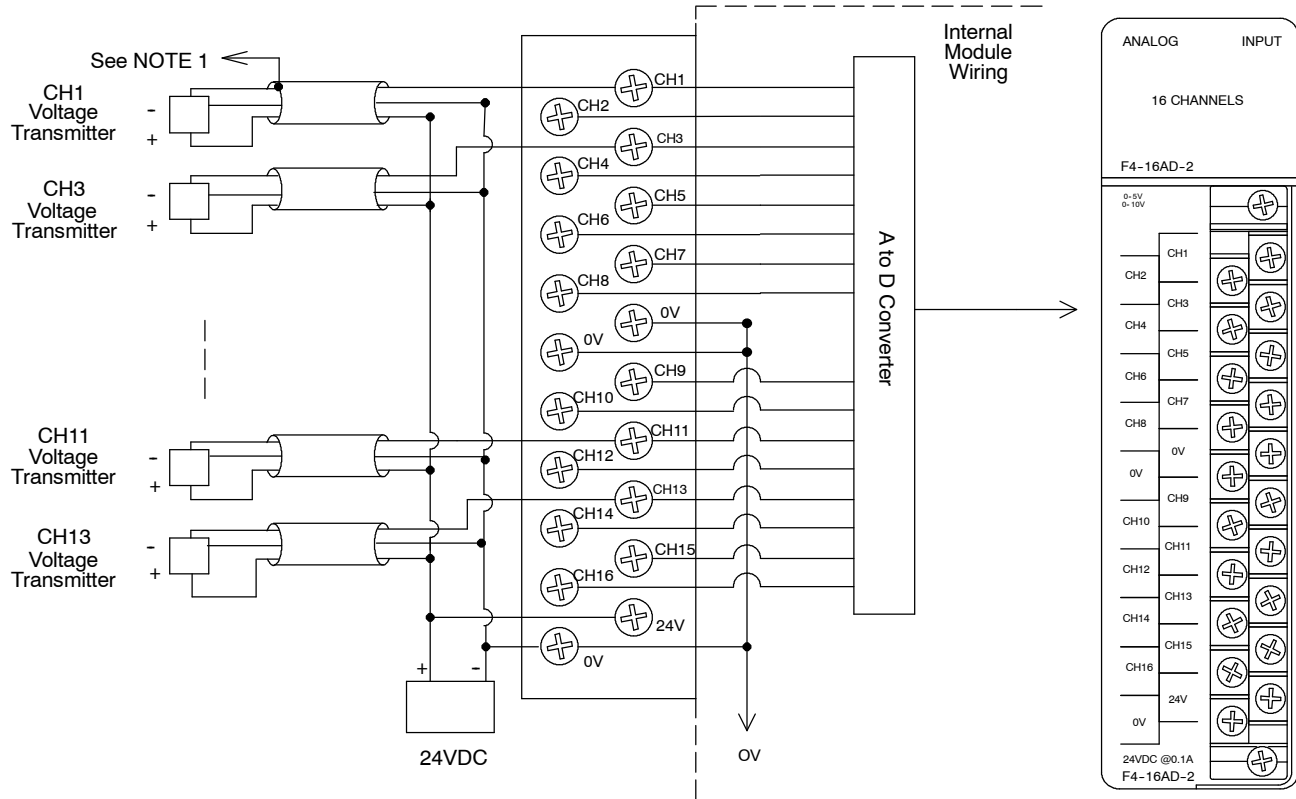 See NOTE 1
CH1
Voltage
Transmitter
-
+
CH3
Voltage
Transmitter
-
+
CH11
Voltage
Transmitter
-
+
CH13
Voltage
Transmitter
-
+
+
-
24VDC
CH1
CH2
CH3
CH4
CH5
CH6
CH7
CH8
0V
0V
CH9
CH10
CH11
CH12
CH13
CH14
CH15
CH16
24V
0V
Internal
Module
Wiring
A to D Converter
OV
ANALOG INPUT
16 CHANNELS
F4-16AD-2
0-5V
0-10V
CH1
CH2
CH3
CH4
CH5
CH6
CH7
CH8
0V
0V
CH9
CH10
CH11
CH12
CH13
CH14
CH15
CH16
24V
0V
24VDC @0.1A
F4-16AD-2